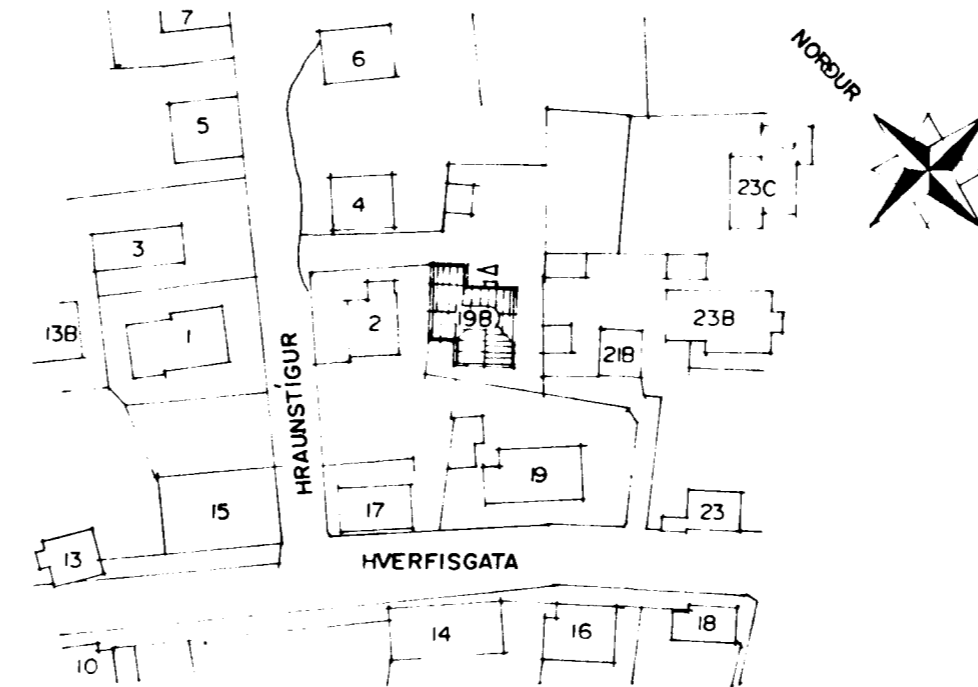 7
6
NORÐUR
5
4
23C
3
13B
1
2
19B
21B
23B
HRAUNSTÍGUR
15
17
19
23
13
HVERFISGATA
14
16
18
10